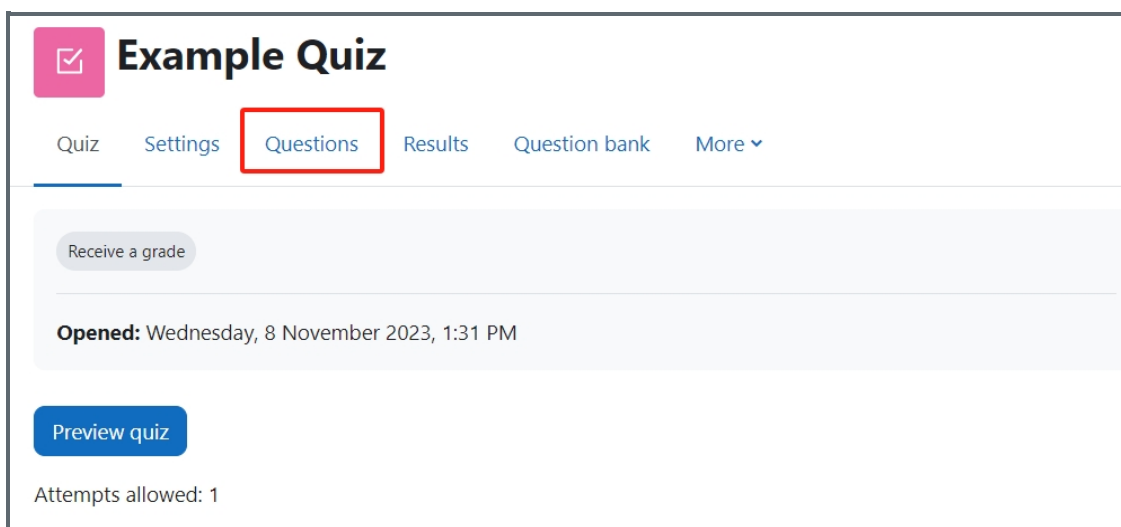 Example Quiz
Quiz Settings Questions Results Question bank More
Receive a grade
Opened: Wednesday, 8 November 2023, 1:31 PM
Preview quiz
Attempts allowed: 1